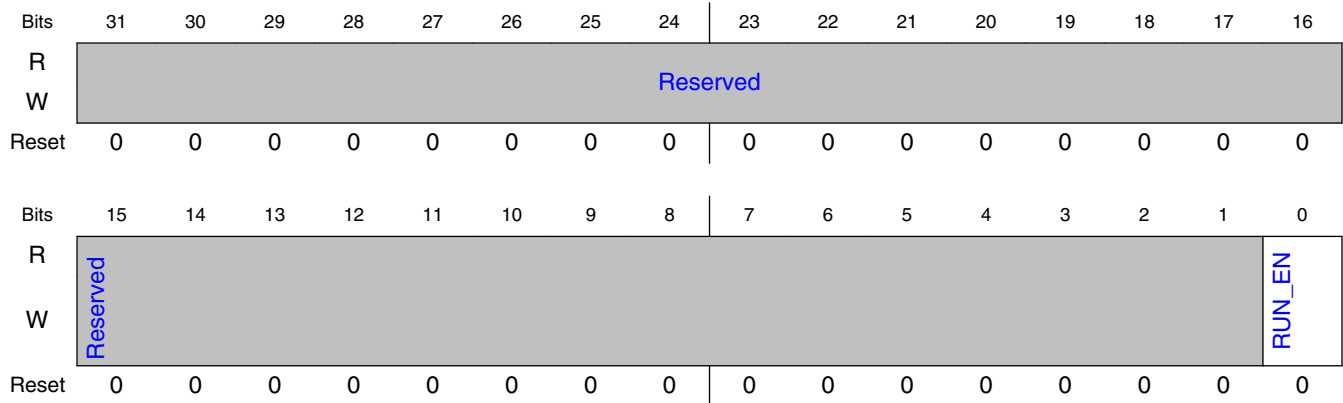 Bits 31 30 29 28 27 26 25 24 23 22 21 20 19 18 17 16
R
Reserved
W
Reset 0 0 0 0 0 0 0 0 0 0 0 0 0 0 0 0
Bits 15 14 13 12 11 10 9 8 7 6 5 4 3 2 1 0
R
Reserved
RUN_EN
W
Reset 0 0 0 0 0 0 0 0 0 0 0 0 0 0 0 0